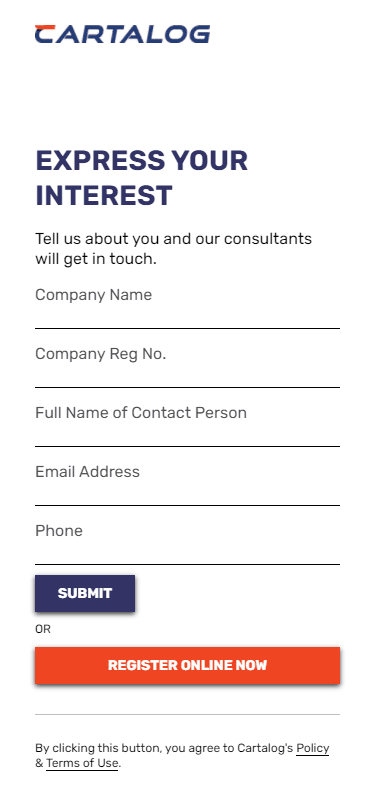 CARTALOG
EXPRESS YOUR
INTEREST
Tell us about you and our consultants
will get in touch.
Company Name
Company Reg No.
Full Name of Contact Person
Email Address
Phone
SUBMIT
OR
REGISTER ONLINE NOW
By clicking this button, you agree to Cartalog's Policy
& Terms of Use.